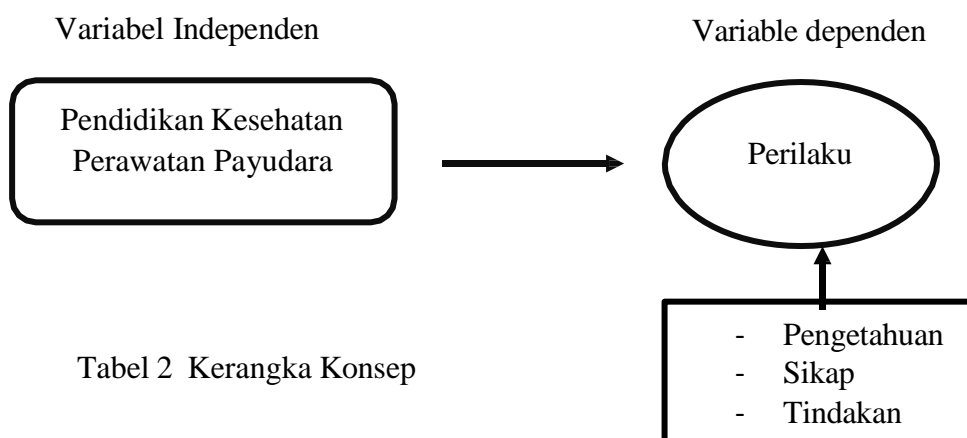 Variabel Independen
Variable dependen
Pendidikan Kesehatan
Perawatan Payudara
Perilaku
- Pengetahuan
- Sikap
- Tindakan
Tabel 2 Kerangka Konsep